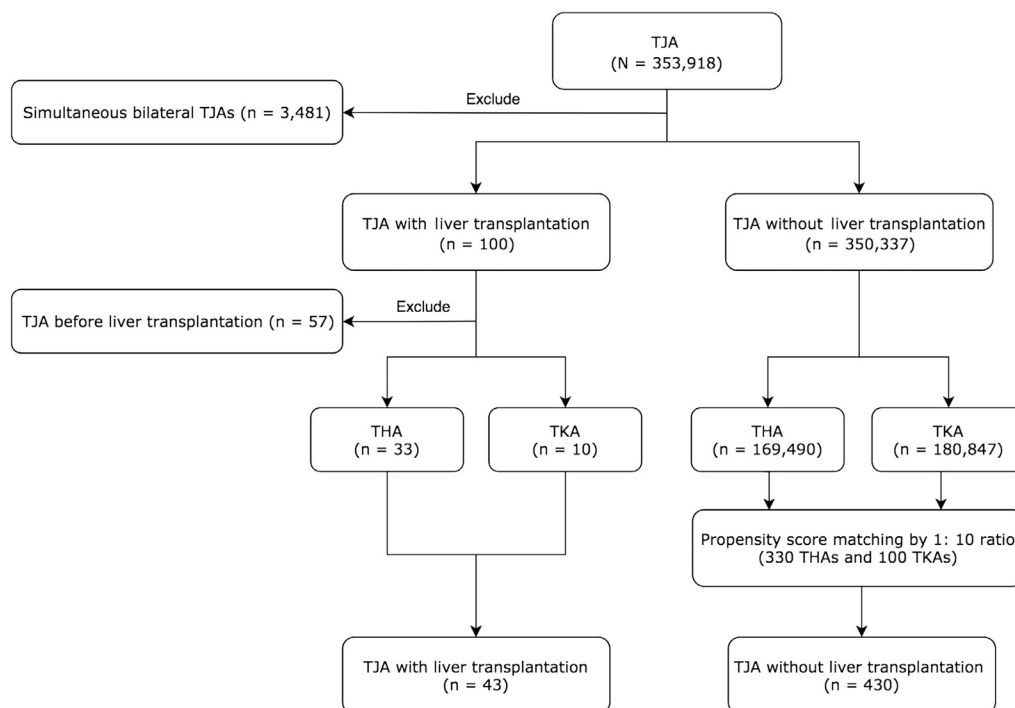 TJA
(N = 353,918)
Exclude
Simultaneous bilateral TJAs (n = 3,481)
TJA with liver transplantation
(n = 100)
TJA without liver transplantation
(n = 350,337)
Exclude
TJA before liver transplantation (n = 57)
THA
(n = 33)
TKA
(n = 10)
THA
(n = 169,490)
TKA
(n = 180,847)
Propensity score matching by 1: 10 ratio
(330 THAs and 100 TKAs)
TJA with liver transplantation
(n = 43)
TJA without liver transplantation
(n = 430)